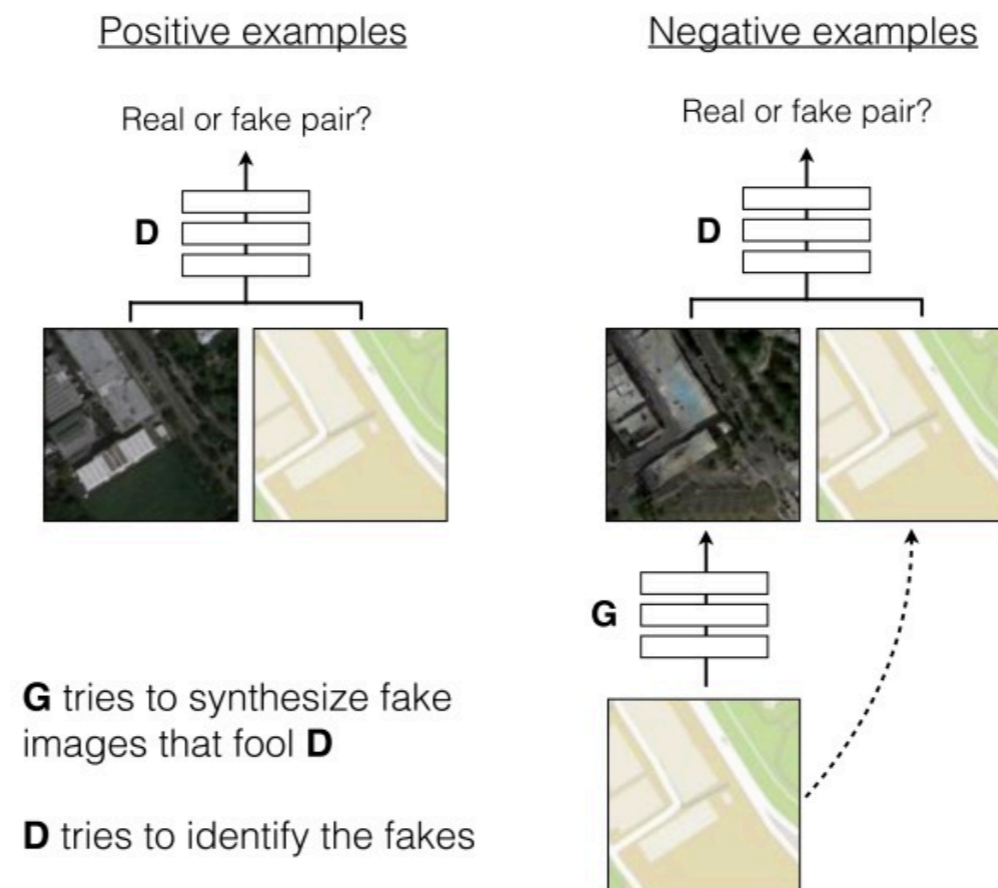 Positive examples
Real or fake pair?
D
Negative examples
Real or fake pair?
D
G
G tries to synthesize fake
images that fool D
D tries to identify the fakes